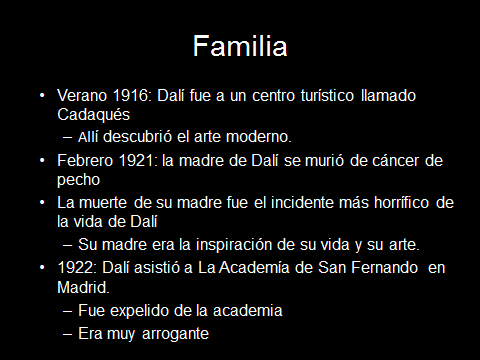 Familia
• Verano 1916: Dalí fue a un centro turístico llamado
Cadaqués
– Allí descubrió el arte moderno.
• Febrero 1921: la madre de Dalí se murió de cáncer de
pecho
• La muerte de su madre fue el incidente más horrífico de
la vida de Dalí
– Su madre era la inspiración de su vida y su arte.
• 1922: Dalí asistió a La Academía de San Fernando  en
Madrid.
– Fue expelido de la academia
– Era muy arrogante